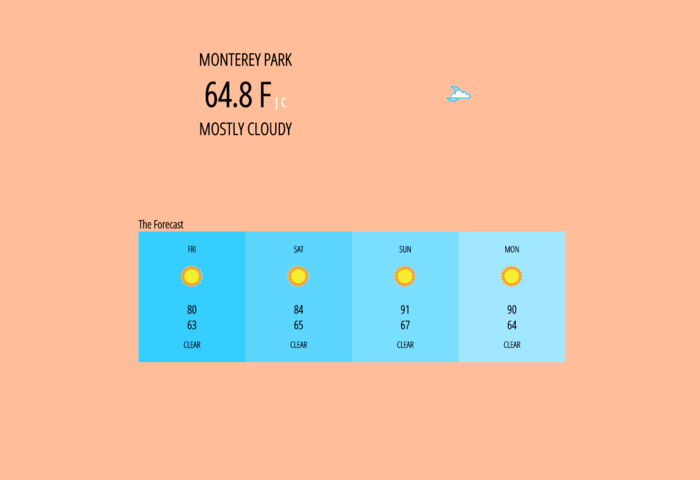 MONTEREY PARK
64.8 F | C
MOSTLY CLOUDY
The Forecast
FRI SAT SUN MON
80 84 91 90
63 65 67 64
CLEAR CLEAR CLEAR CLEAR